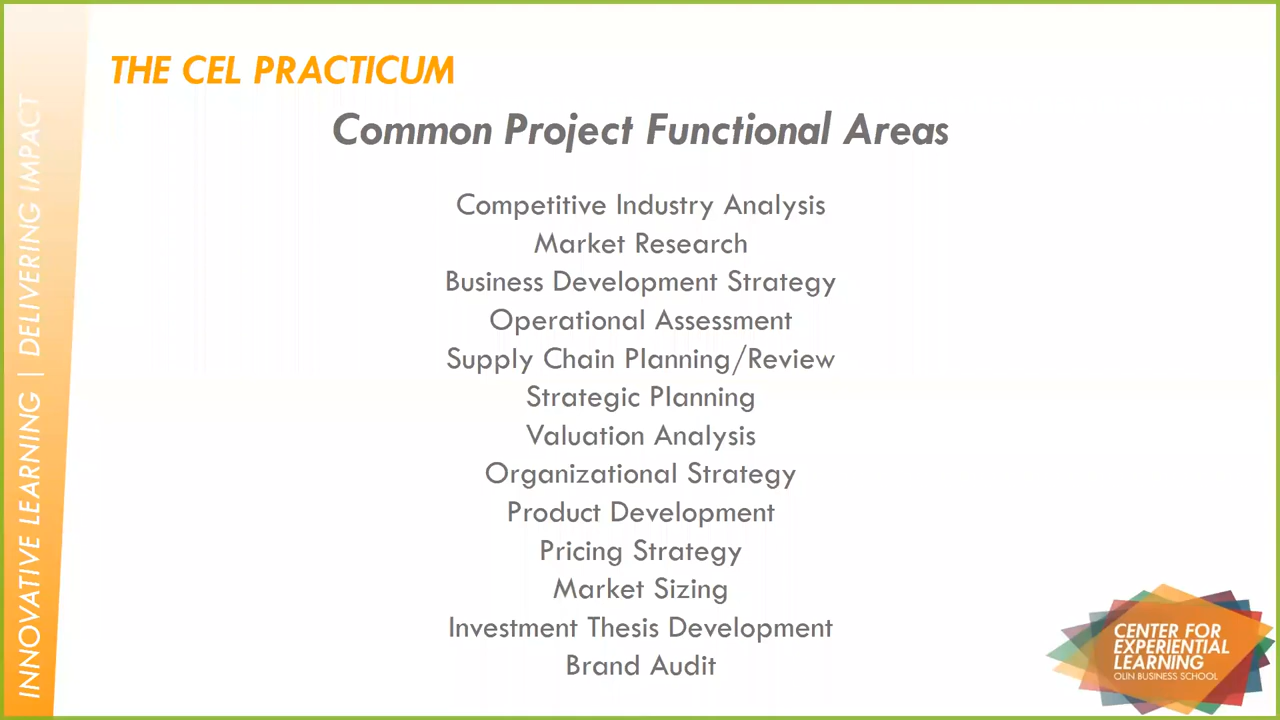 THE CEL PRACTICUM
Common Project Functional Areas
Competitive Industry Analysis
Market Research
Business Development Strategy
Operational Assessment
Supply Chain Planning/Review
Strategic Planning
Valuation Analysis
Organizational Strategy
Product Development
Pricing Strategy
Market Sizing
Investment Thesis Development
Brand Audit
INNOVATIVE LEARNING | DELIVERING IMPACT
CENTER FOR
EXPERIENTIAL
LEARNING
OLIN BUSINESS SCHOOL